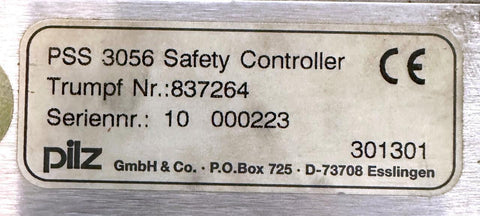 PSS 3056 Safety Controller CE
Trumpf Nr.:837264
Seriennr.: 10 000223
301301
pilz GmbH & Co. · P.O.Box 725 · D-73708 Esslingen